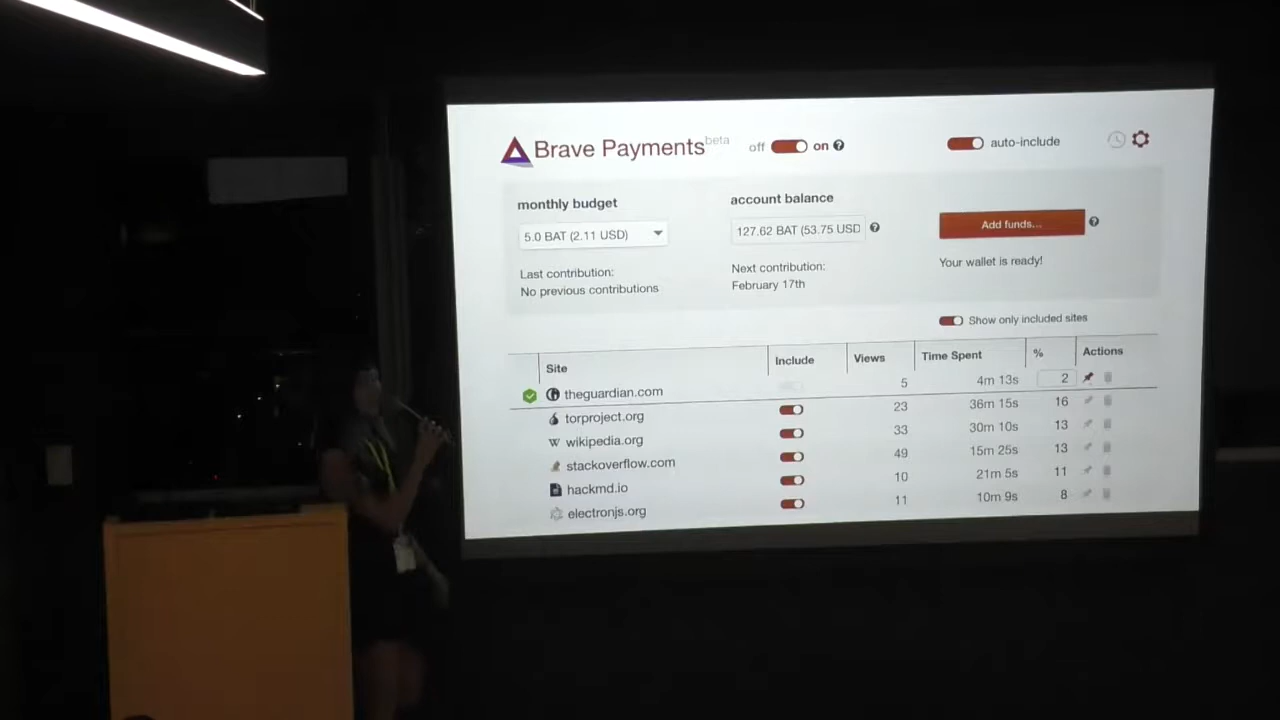 Brave Payments beta off on ? auto-include
monthly budget account balance
5.0 BAT (2.11 USD) 127.62 BAT (53.75 USD ? Add funds... ?
Last contribution: Next contribution: Your wallet is ready!
No previous contributions February 17th
Show only included sites
Site Include Views Time Spent % Actions
theguardian.com 5 4m 13s 2
torproject.org 23 36m 15s 16
W wikipedia.org 33 30m 10s 13
stackoverflow.com 49 15m 25s 13
hackmd.io 10 21m 5s 11
electronjs.org 11 10m 9s 8